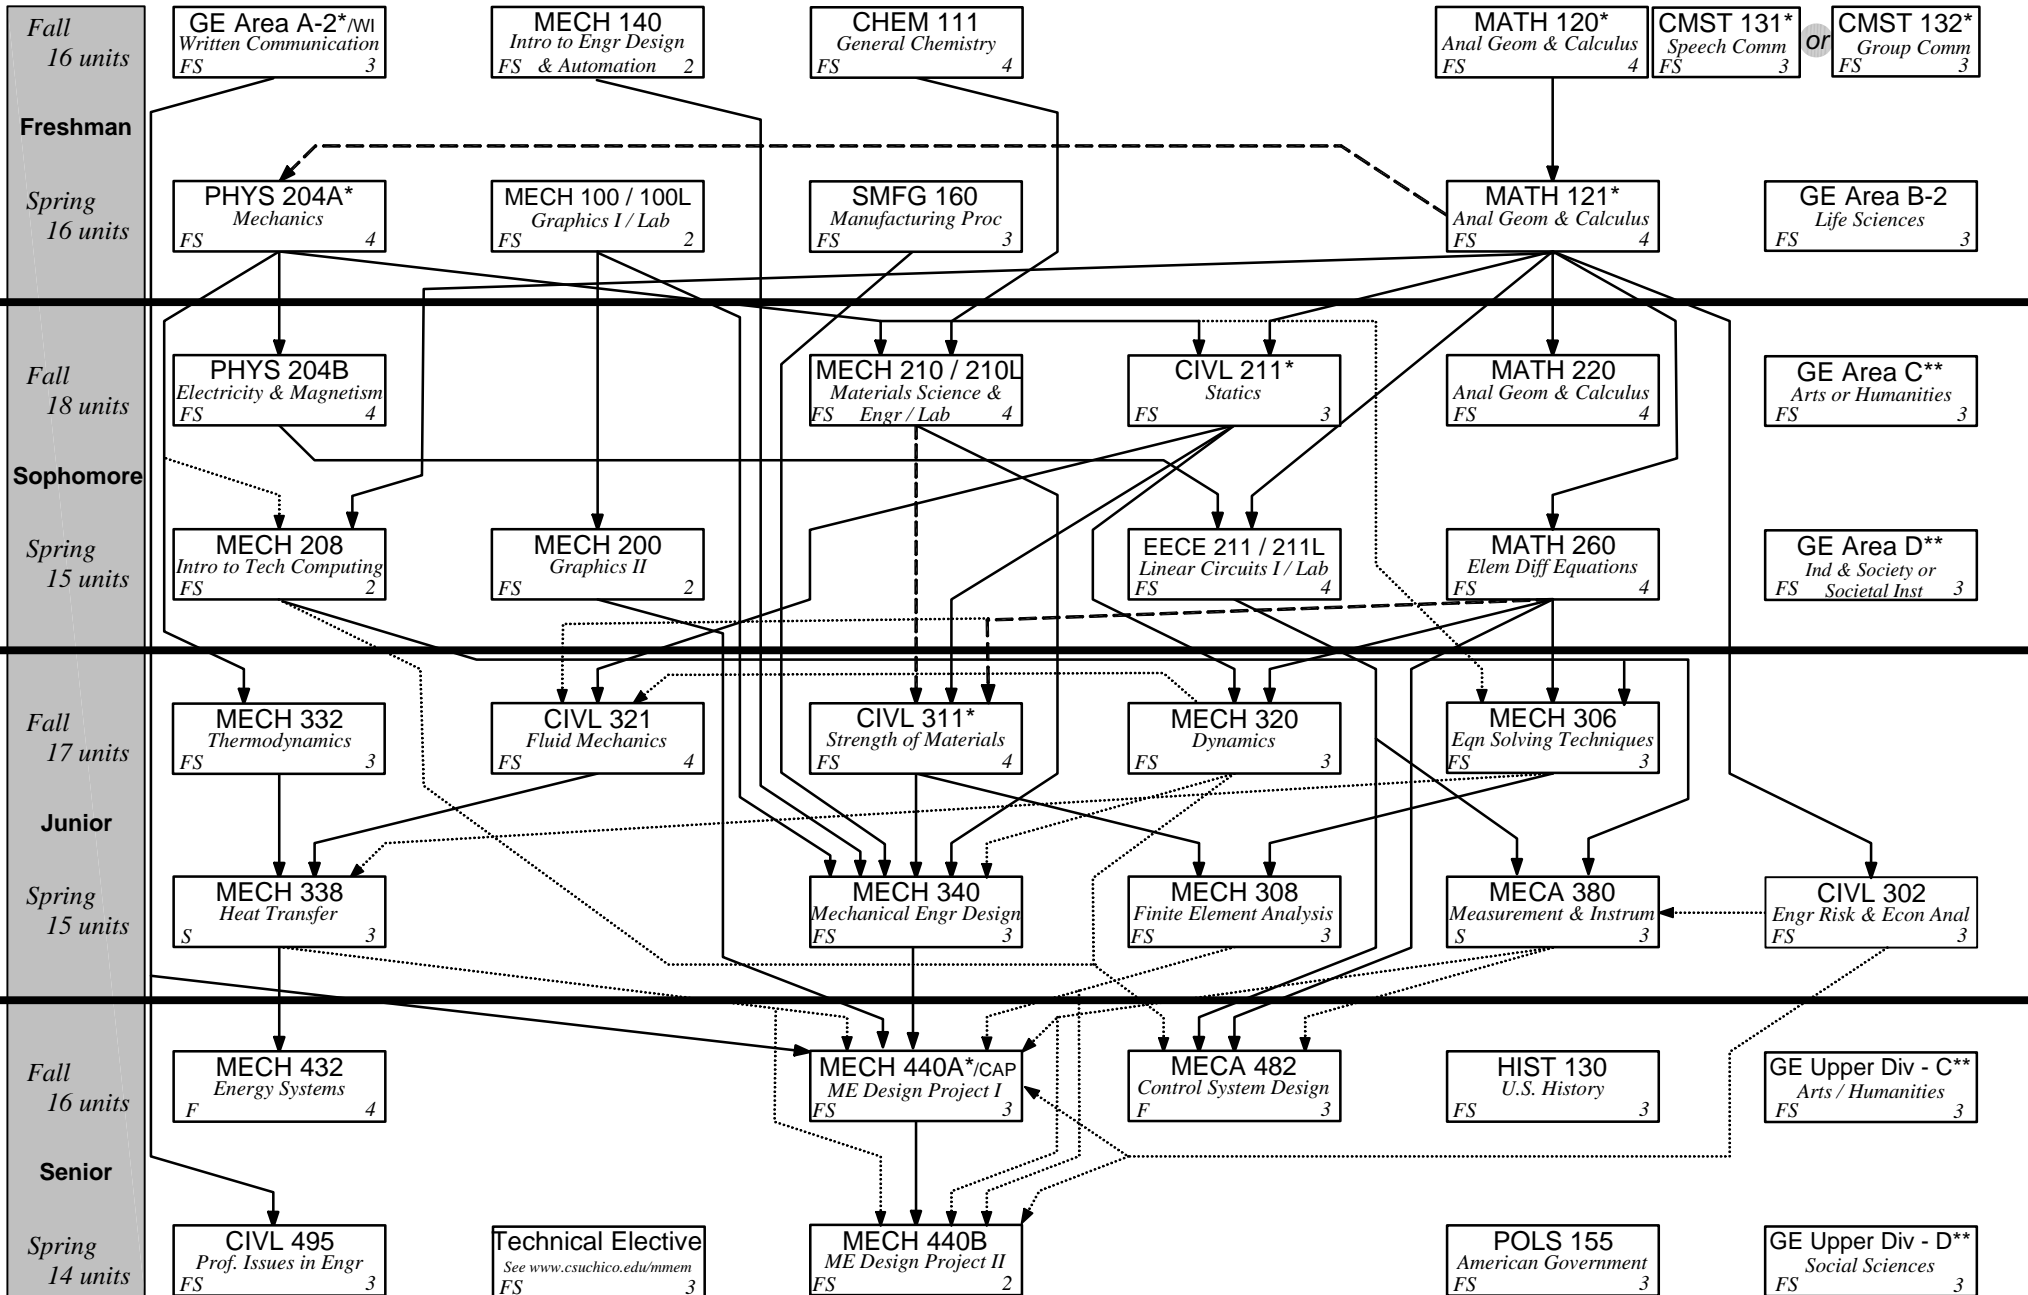 Fall
16 units
GE Area A-2*/WI
Written Communication
FS 3
MECH 140
Intro to Engr Design
FS & Automation 2
CHEM 111
General Chemistry
FS 4
MATH 120*
Anal Geom & Calculus
FS 4
CMST 131*
Speech Comm
FS 3
or
CMST 132*
Group Comm
FS 3
Freshman
Spring
16 units
PHYS 204A*
Mechanics
FS 4
MECH 100 / 100L
Graphics I / Lab
FS 2
SMFG 160
Manufacturing Proc
FS 3
MATH 121*
Anal Geom & Calculus
FS 4
GE Area B-2
Life Sciences
FS 3
Fall
18 units
PHYS 204B
Electricity & Magnetism
FS 4
MECH 210 / 210L
Materials Science &
FS Engr / Lab 4
CIVL 211*
Statics
FS 3
MATH 220
Anal Geom & Calculus
FS 4
GE Area C**
Arts or Humanities
FS 3
Sophomore
Spring
15 units
MECH 208
Intro to Tech Computing
FS 2
MECH 200
Graphics II
FS 2
EECE 211 / 211L
Linear Circuits I / Lab
FS 4
MATH 260
Elem Diff Equations
FS 4
GE Area D**
Ind & Society or
FS Societal Inst 3
Fall
17 units
MECH 332
Thermodynamics
FS 3
CIVL 321
Fluid Mechanics
FS 4
CIVL 311*
Strength of Materials
FS 4
MECH 320
Dynamics
FS 3
MECH 306
Eqn Solving Techniques
FS 3
Junior
Spring
15 units
MECH 338
Heat Transfer
S 3
MECH 340
Mechanical Engr Design
FS 3
MECH 308
Finite Element Analysis
FS 3
MECA 380
Measurement & Instrum
S 3
CIVL 302
Engr Risk & Econ Anal
FS 3
Fall
16 units
MECH 432
Energy Systems
F 4
MECH 440A*/CAP
ME Design Project I
FS 3
MECA 482
Control System Design
F 3
HIST 130
U.S. History
FS 3
GE Upper Div - C**
Arts / Humanities
FS 3
Senior
Spring
14 units
CIVL 495
Prof. Issues in Engr
FS 3
Technical Elective
See www.csuchico.edu/mmem
FS 3
MECH 440B
ME Design Project II
FS 2
POLS 155
American Government
FS 3
GE Upper Div - D**
Social Sciences
FS 3